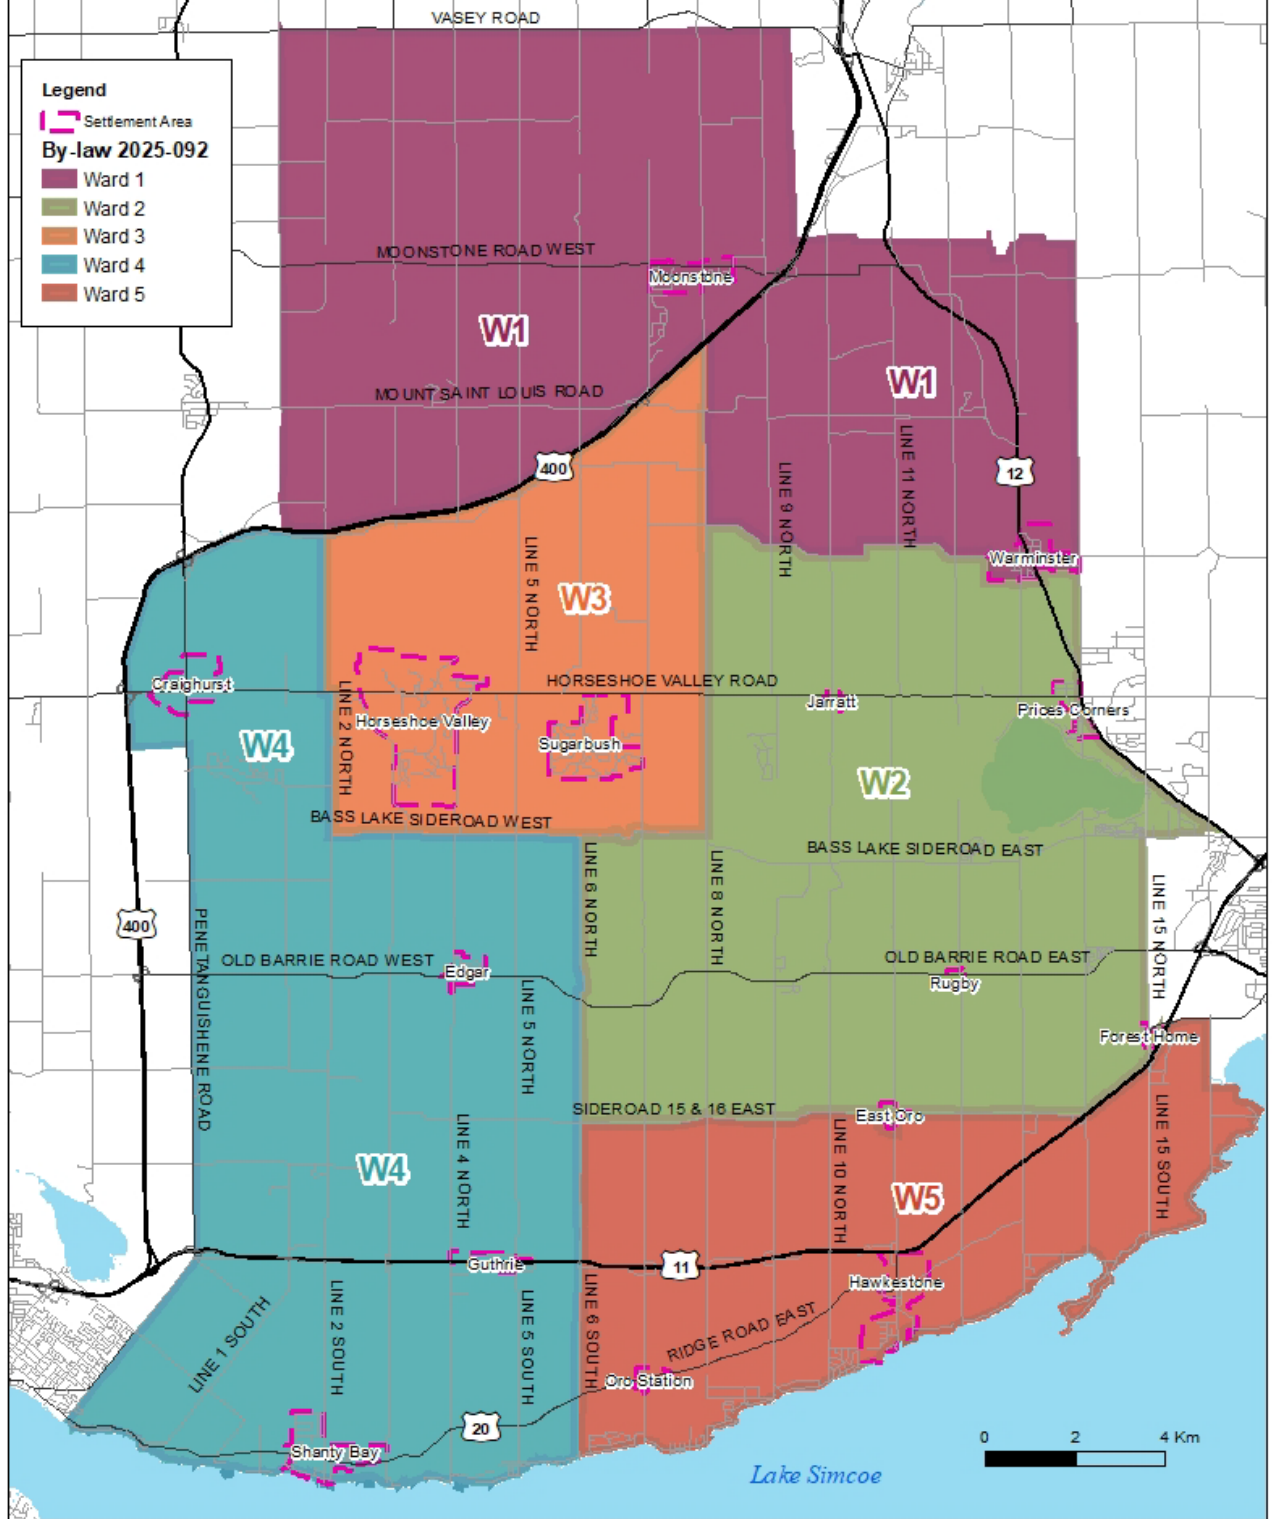 VASEY ROAD
Legend
Settlement Area
By-law 2025-092
Ward 1
Ward 2
Ward 3
Ward 4
Ward 5
MOONSTONE ROAD WEST
Moonstone
W1
W1
MOUNT SAINT LOUIS ROAD
400
12
LINE 9 NORTH
LINE 11 NORTH
Warminster
LINE 5 NORTH
W3
HORSESHOE VALLEY ROAD
Craighurst
LINE 2 NORTH
Horseshoe Valley
Sugarbush
Jarratt
Prices Corners
W4
W2
BASS LAKE SIDEROAD WEST
BASS LAKE SIDEROAD EAST
LINE 6 NORTH
LINE 8 NORTH
LINE 15 NORTH
400
PENETANGUISHENE ROAD
OLD BARRIE ROAD WEST
OLD BARRIE ROAD EAST
Edgar
Rugby
LINE 5 NORTH
Forest Home
SIDEROAD 15 & 16 EAST
East Oro
LINE 4 NORTH
LINE 10 NORTH
LINE 15 SOUTH
W4
W5
Guthrie
11
Hawkestone
LINE 1 SOUTH
LINE 2 SOUTH
LINE 5 SOUTH
LINE 6 SOUTH
RIDGE ROAD EAST
Oro Station
20
Shanty Bay
0 2 4 Km
Lake Simcoe